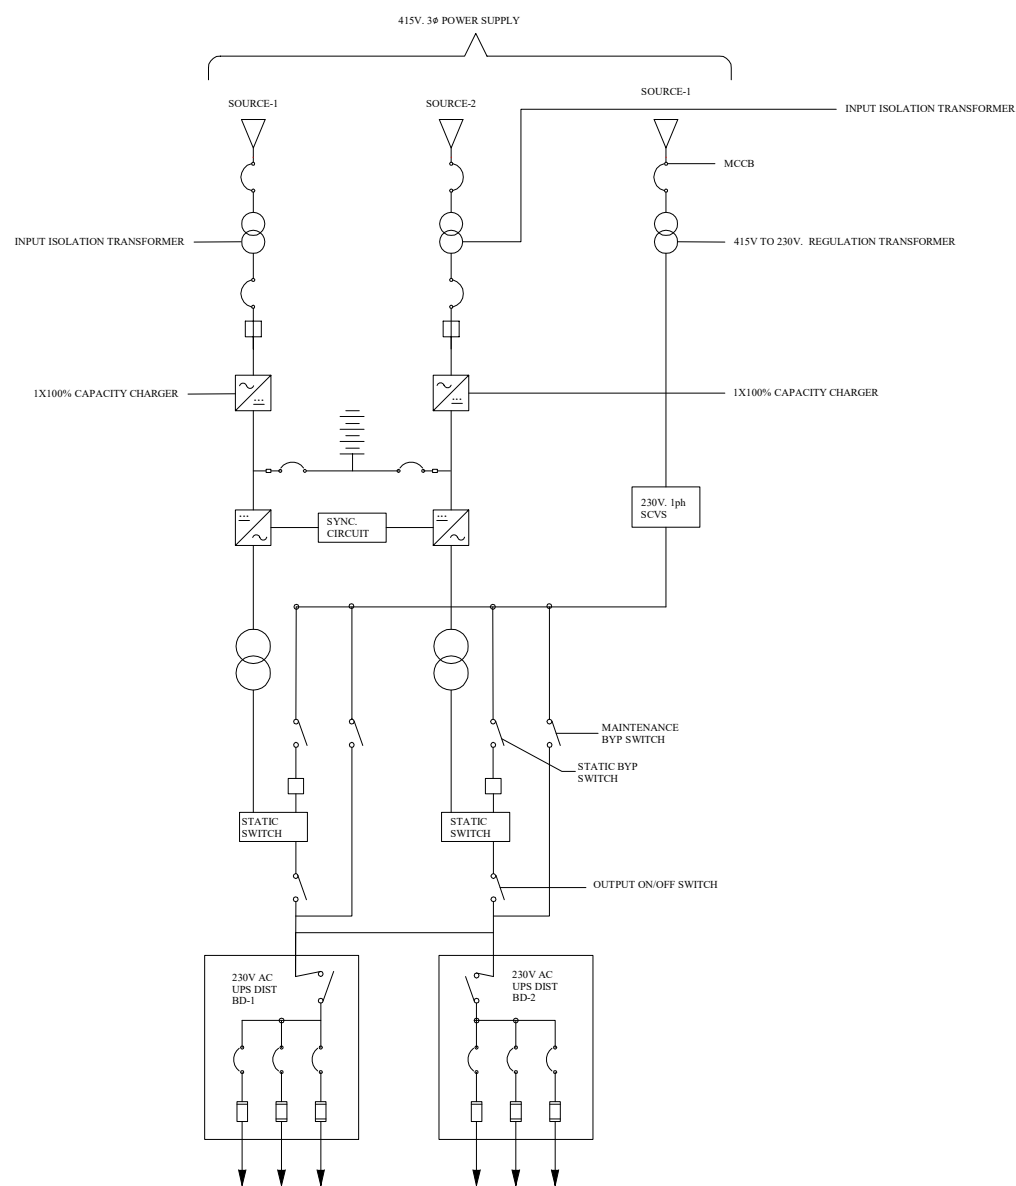 415V. 3ø POWER SUPPLY
SOURCE-1
SOURCE-2
SOURCE-1
INPUT ISOLATION TRANSFORMER
MCCB
INPUT ISOLATION TRANSFORMER
415V TO 230V. REGULATION TRANSFORMER
1X100% CAPACITY CHARGER
1X100% CAPACITY CHARGER
230V. 1ph
SCVS
SYNC.
CIRCUIT
MAINTENANCE
BYP SWITCH
STATIC BYP
SWITCH
STATIC
SWITCH
STATIC
SWITCH
OUTPUT ON/OFF SWITCH
230V AC
UPS DIST
BD-1
230V AC
UPS DIST
BD-2